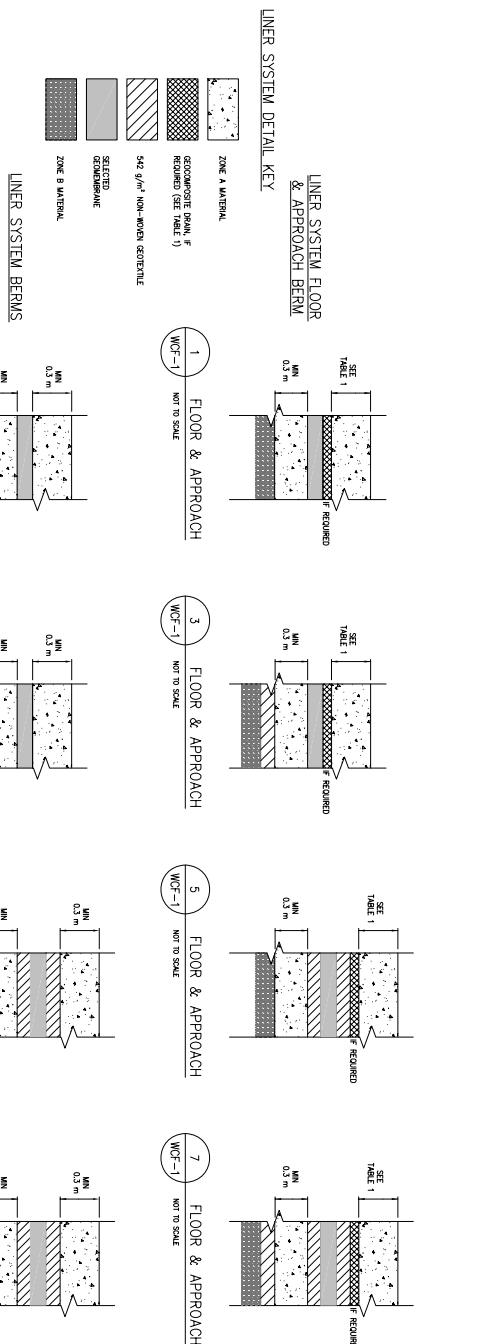 LINER SYSTEM DETAIL KEY
ZONE A MATERIAL
GEOCOMPOSITE DRAIN, IF
REQUIRED (SEE TABLE 1)
542 g/m² NON-WOVEN GEOTEXTILE
SELECTED
GEOMEMBRANE
ZONE B MATERIAL
LINER SYSTEM FLOOR
& APPROACH BERM
SEE
TABLE 1
MIN
0.3 m
IF REQUIRED
1
WCF-1
FLOOR & APPROACH
NOT TO SCALE
SEE
TABLE 1
MIN
0.3 m
IF REQUIRED
3
WCF-1
FLOOR & APPROACH
NOT TO SCALE
SEE
TABLE 1
MIN
0.3 m
IF REQUIRED
5
WCF-1
FLOOR & APPROACH
NOT TO SCALE
SEE
TABLE 1
MIN
0.3 m
IF REQUIR
7
WCF-1
FLOOR & APPROACH
NOT TO SCALE
LINER SYSTEM BERMS
MIN
0.3 m
MIN
MIN
0.3 m
MIN
MIN
0.3 m
MIN
MIN
0.3 m
MIN